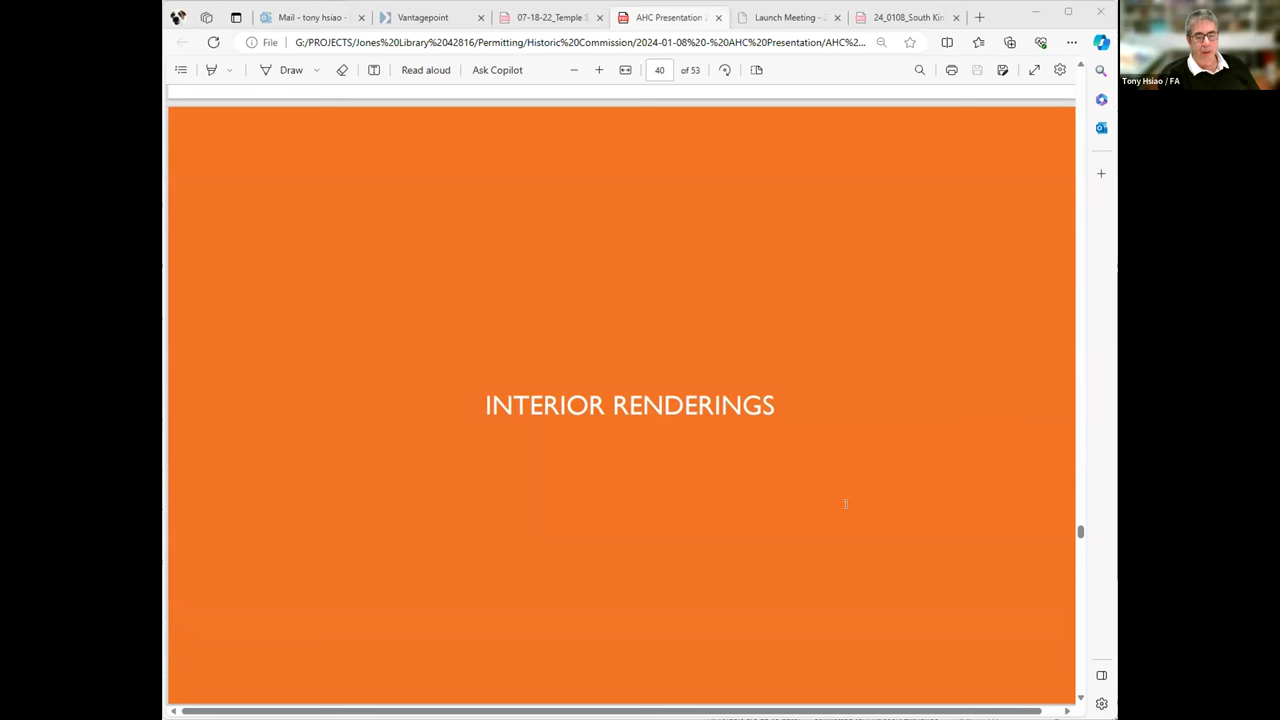 Mail - tony hsiao -
Vantagepoint
07-18-22_Temple S
AHC Presentation 2
Launch Meeting - 2
24_0108_South Kin
File
G:/PROJECTS/Jones%20Library%2042816/Permitting/Historic%20Commission/2024-01-08%20-%20AHC%20Presentation/AHC%2...
Draw
Read aloud
Ask Copilot
40 of 53
Tony Hsiao / FA
INTERIOR RENDERINGS